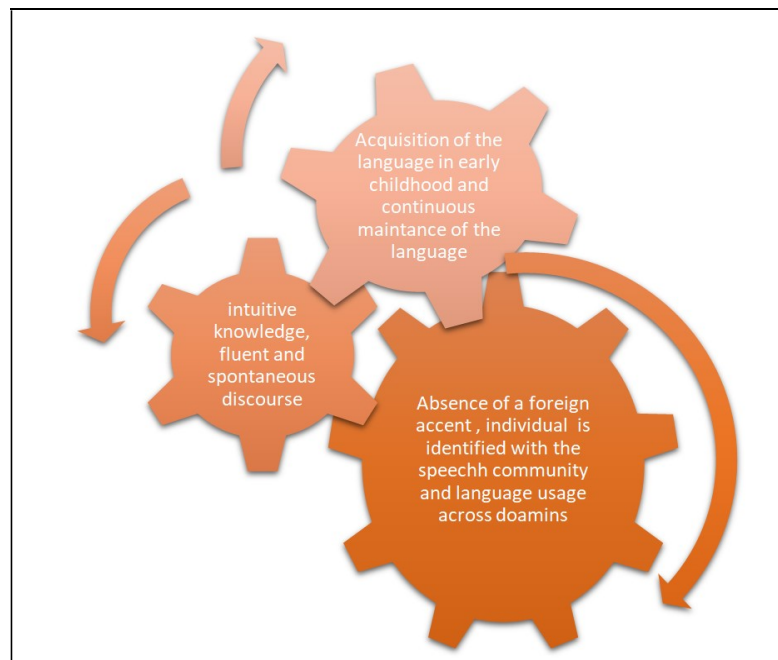 Acquisition of the
language in early
childhood and
continuous
maintance of the
language
intuitive
knowledge,
fluent and
spontaneous
discourse
Absence of a foreign
accent , individual is
identified with the
speechh community
and language usage
across doamins